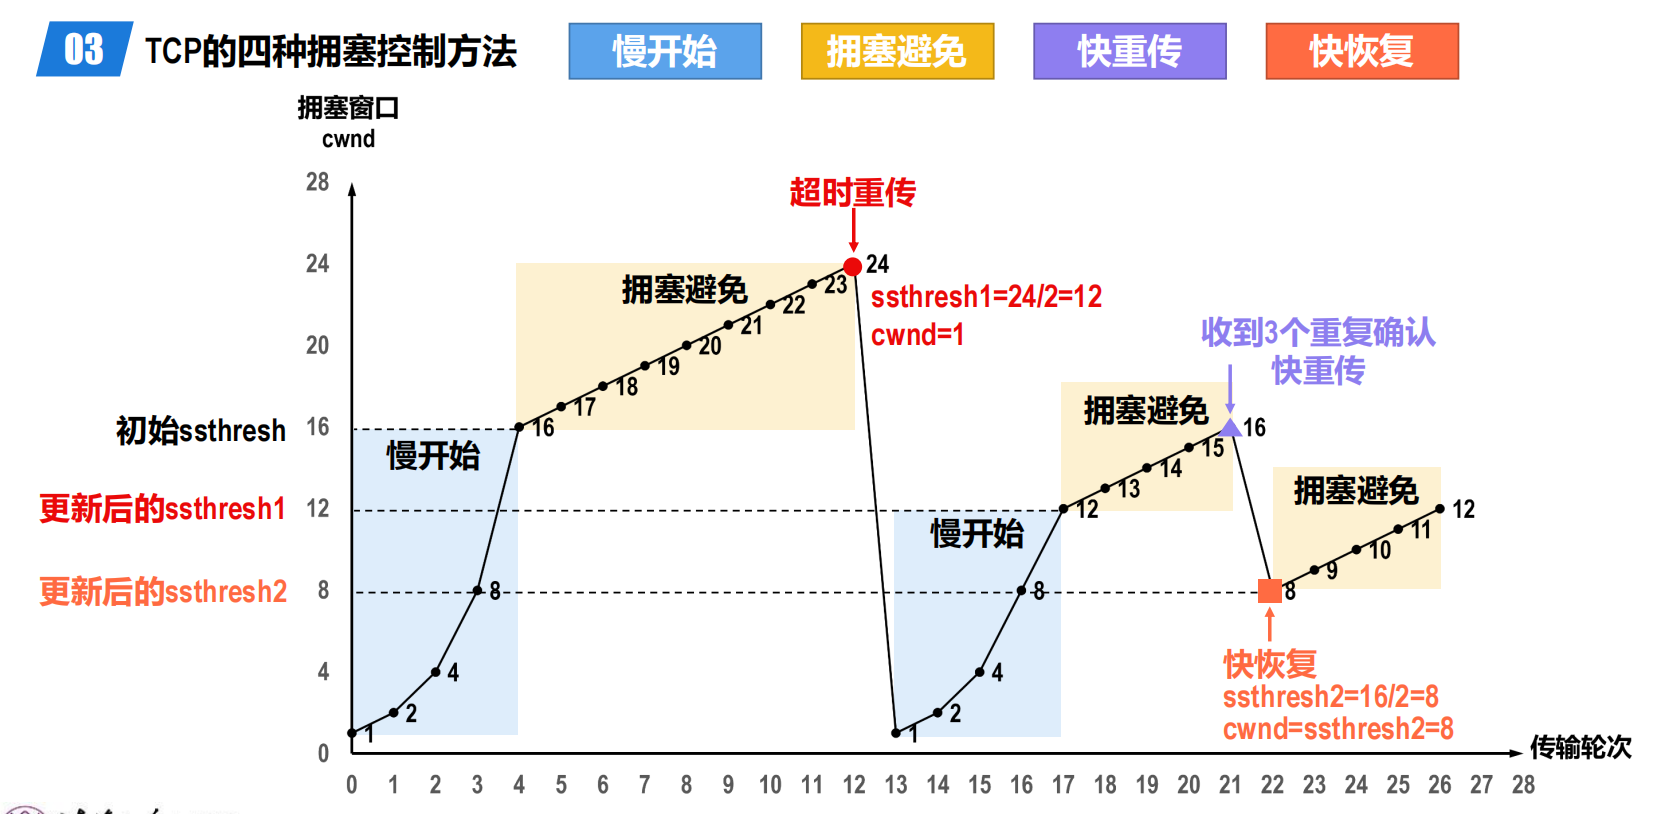 03 TCP的四种拥塞控制方法 慢开始 拥塞避免 快重传 快恢复
拥塞窗口
cwnd
28
超时重传
24
24
拥塞避免
23
ssthresh1=24/2=12
22
cwnd=1
21
收到3个重复确认
快重传
20
20
19
18
17
拥塞避免
初始ssthresh
16
16
16
慢开始
15
14
13
更新后的ssthresh1
12
12
拥塞避免
12
慢开始
11
10
9
更新后的ssthresh2
8
8
8
8
4
4
4
快恢复
ssthresh2=16/2=8
cwnd=ssthresh2=8
2
2
1
1
0
传输轮次
0 1 2 3 4 5 6 7 8 9 10 11 12 13 14 15 16 17 18 19 20 21 22 23 24 25 26 27 28